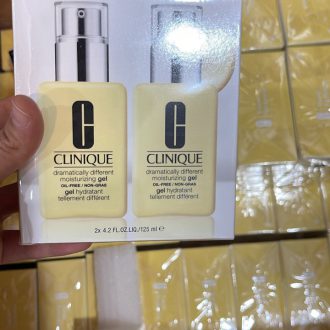 C
CLINIQUE
dramatically different
moisturizing gel
OIL-FREE / NON-GRAS
gel hydratant
tellement différent
C
CLINIQUE
dramatically different
moisturizing gel
OIL-FREE / NON-GRAS
gel hydratant
tellement différent
2x 4.2 FL.OZ.LIQ./125 ml e